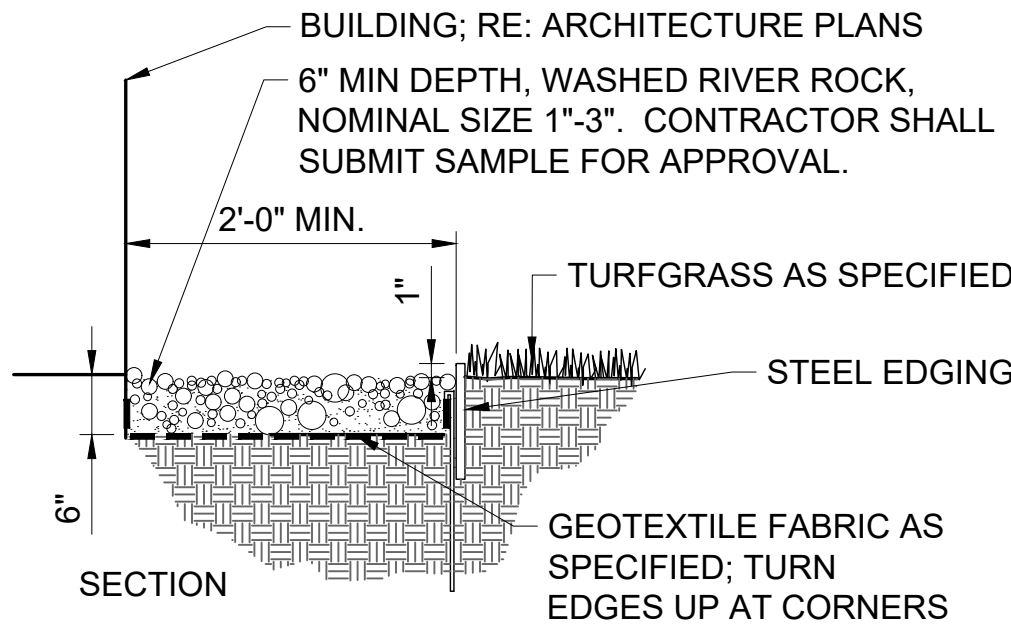 BUILDING; RE: ARCHITECTURE PLANS
6" MIN DEPTH, WASHED RIVER ROCK,
NOMINAL SIZE 1"-3".  CONTRACTOR SHALL
SUBMIT SAMPLE FOR APPROVAL.
2'-0" MIN.
1"
TURFGRASS AS SPECIFIED
STEEL EDGING
6"
GEOTEXTILE FABRIC AS
SPECIFIED; TURN
EDGES UP AT CORNERS
SECTION